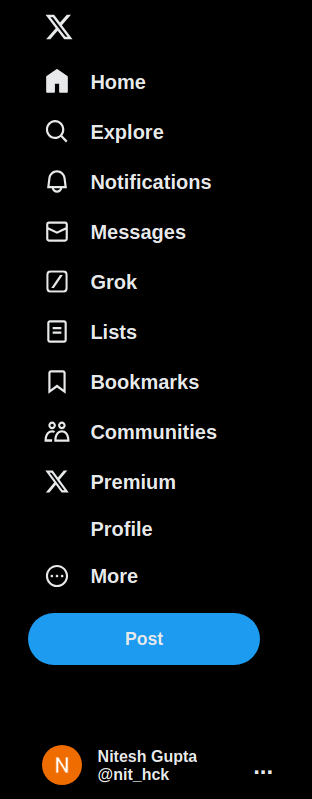 Home
Explore
Notifications
Messages
Grok
Lists
Bookmarks
Communities
Premium
Profile
More
Post
N
Nitesh Gupta
@nit_hck